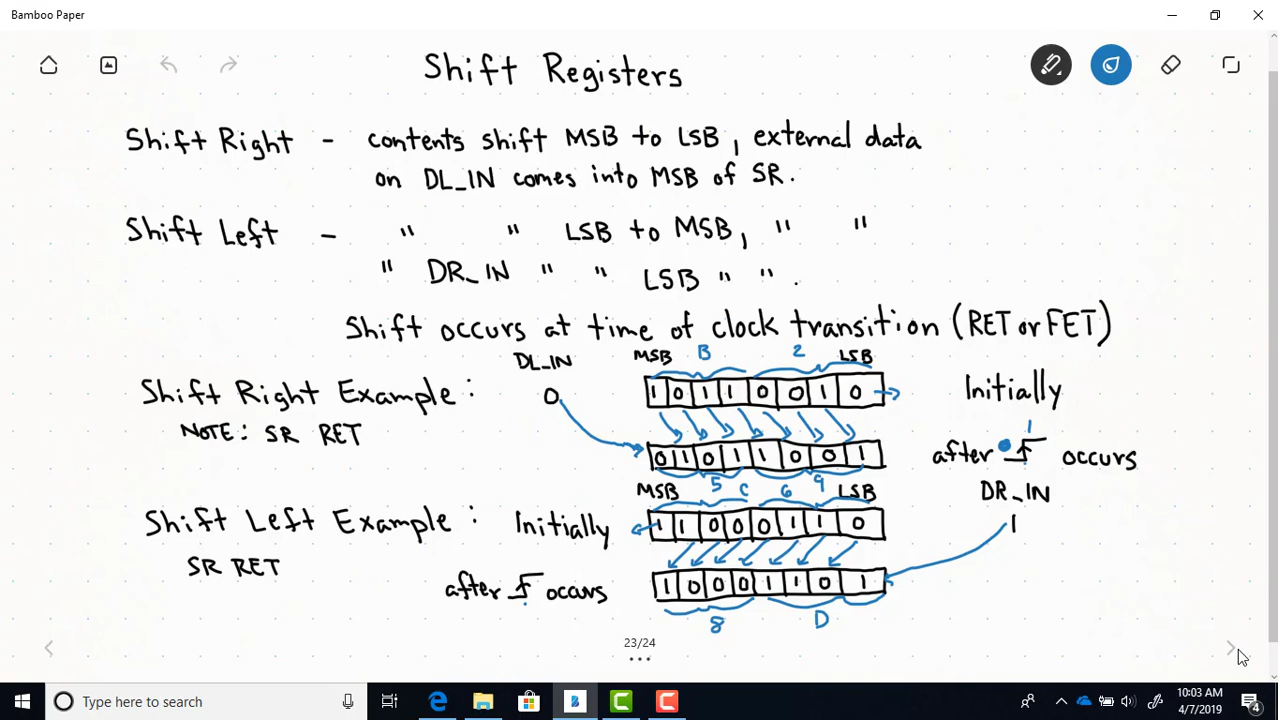 Bamboo Paper
Shift Registers
Shift Right - contents shift MSB to LSB, external data
on DL_IN comes into MSB of SR.
Shift Left - " " LSB to MSB, " "
" DR_IN " " LSB " " .
Shift occurs at time of clock transition (RET or FET)
DL_IN MSB B 2 LSB
Shift Right Example: 0 1 0 1 1 0 0 1 0 Initially
NOTE: SR RET
1
0 1 0 1 1 0 0 1 after occurs
5 9
MSB C 6 LSB DR_IN
Shift Left Example: Initially 1 1 0 0 0 1 1 0 1
SR RET
after occurs 1 0 0 0 1 1 0 1
8 D
23/24
Type here to search
10:03 AM
4/7/2019
4